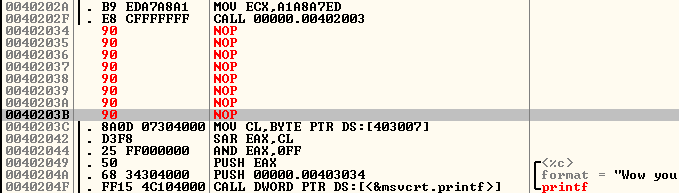 0040202A . B9 EDA7A8A1 MOV ECX,A1A8A7ED
0040202F . E8 CFFFFFFF CALL 00000.00402003
00402034 90 NOP
00402035 90 NOP
00402036 90 NOP
00402037 90 NOP
00402038 90 NOP
00402039 90 NOP
0040203A 90 NOP
0040203B 90 NOP
0040203C . 8A0D 07304000 MOV CL,BYTE PTR DS:[403007]
00402042 . D3F8 SAR EAX,CL
00402044 . 25 FF000000 AND EAX,0FF
00402049 . 50 PUSH EAX <%c>
0040204A . 68 34304000 PUSH 00000.00403034 format = "Wow you
0040204F . FF15 4C104000 CALL DWORD PTR DS:[<&msvcrt.printf>] printf